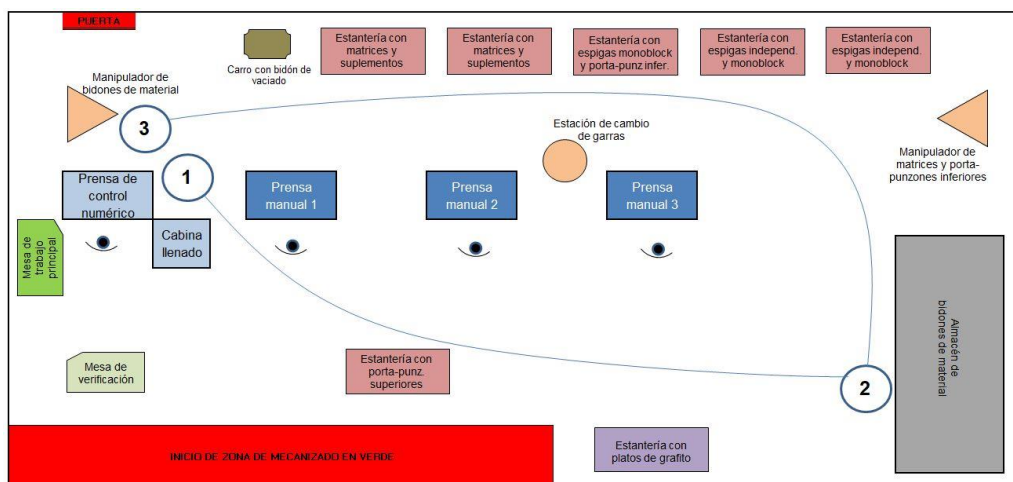 PUERTA
Carro con bidón de
vaciado
Estantería con
matrices y
suplementos
Estantería con
matrices y
suplementos
Estantería con
espigas monoblock
y porta-punz infer.
Estantería con
espigas independ.
y monoblock
Estantería con
espigas independ.
y monoblock
Manipulador de
bidones de material
3
Estación de cambio
de garras
Manipulador de
matrices y porta-
punzones inferiores
1
Prensa de
control
numérico
Prensa
manual 1
Prensa
manual 2
Prensa
manual 3
Cabina
llenado
Mesa de
trabajo
principal
Almacén de
bidones de material
Mesa de
verificación
Estantería con
porta-punz.
superiores
2
INICIO DE ZONA DE MECANIZADO EN VERDE
Estantería con
platos de grafito